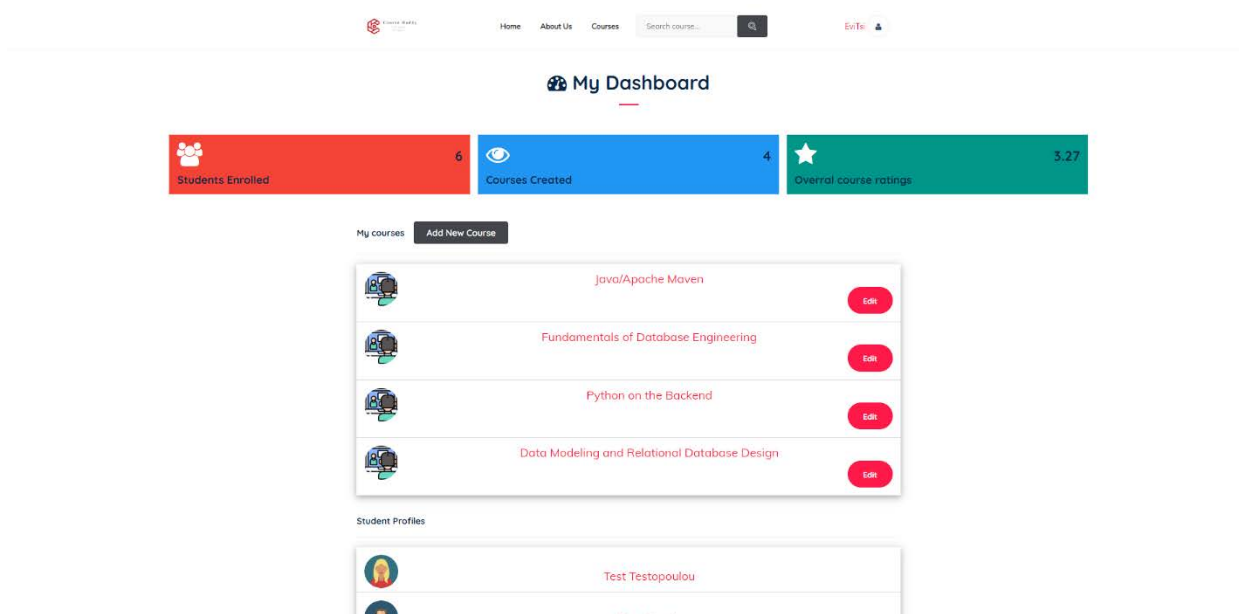 Home About Us Courses Search course... EviTsi
My Dashboard
6 4 3.27
Students Enrolled Courses Created Overral course ratings
My courses Add New Course
Java/Apache Maven
Edit
Fundamentals of Database Engineering
Edit
Python on the Backend
Edit
Data Modeling and Relational Database Design
Edit
Student Profiles
Test Testopoulou